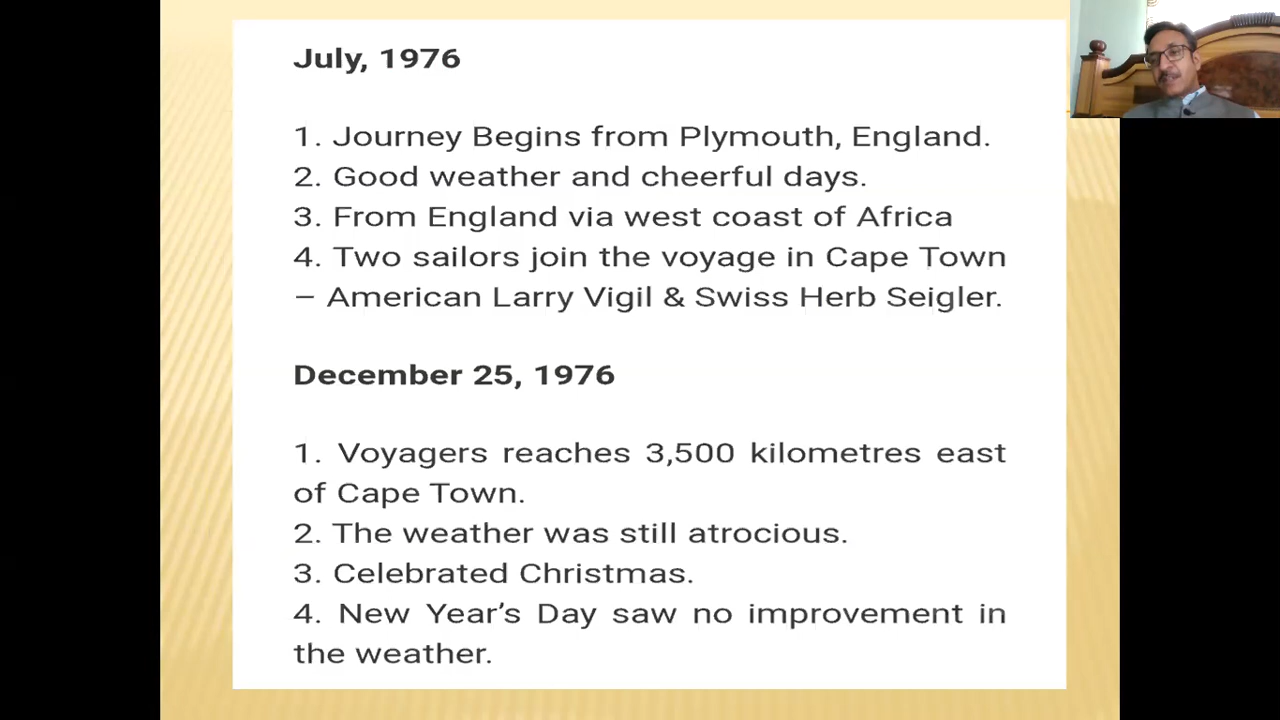 July, 1976
1. Journey Begins from Plymouth, England.
2. Good weather and cheerful days.
3. From England via west coast of Africa
4. Two sailors join the voyage in Cape Town
– American Larry Vigil & Swiss Herb Seigler.
December 25, 1976
1. Voyagers reaches 3,500 kilometres east
of Cape Town.
2. The weather was still atrocious.
3. Celebrated Christmas.
4. New Year’s Day saw no improvement in
the weather.